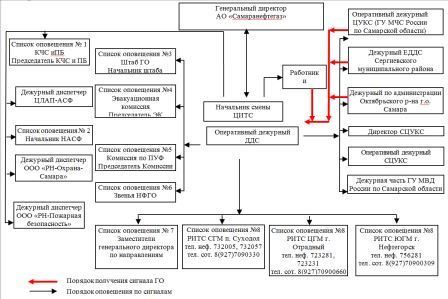 Генеральный директор
АО «Самаранефтегаз»
Оперативный дежурный
ЦУКС (ГУ МЧС России
по Самарской области)
Список оповещения № 1
КЧС иПБ
Председатель КЧС и ПБ
Список оповещения №3
Штаб ГО
Начальник штаба
Дежурный ЕДДС
Сергиевского
муниципального района
Работник
и
Дежурный диспетчер
ЦЛАП-АСФ
Список оповещения №4
Эвакуационная
комиссия
Председатель ЭК
Начальник смены
ЦИТС
Дежурный по администрации
Октябрьского р-на г.о.
Самара
Список оповещения № 2
Начальник НАСФ
Оперативный дежурный
ДДС
Директор СЦУКС
Список оповещения №5
Комиссия по ПУФ
Председатель Комиссии
Дежурный диспетчер
ООО «РН-Охрана-
Самара»
Оперативный дежурный
СЦУКС
Список оповещения №6
Звенья НФГО
Дежурная часть ГУ МВД
России по Самарской области
Дежурный диспетчер
ООО «РН-Пожарная
безопасность»
Список оповещения № 7
Заместители
генерального директора
по направлениям
Список оповещения №8
РИТС СГМ п. Суходол
тел. неф. 732005, 732057
тел. сот. 8(927)7090330
Список оповещения №8
РИТС ЦГМ г.
Отрадный
тел. неф. 723281,
723231
тел. сот. 8(927)70900660
Список оповещения №8
РИТС ЮГМ г.
Нефтегорск
тел. неф. 756281
тел. сот. 8(927)7090309
Порядок получения сигнала ГО
Порядок оповещения по сигналам